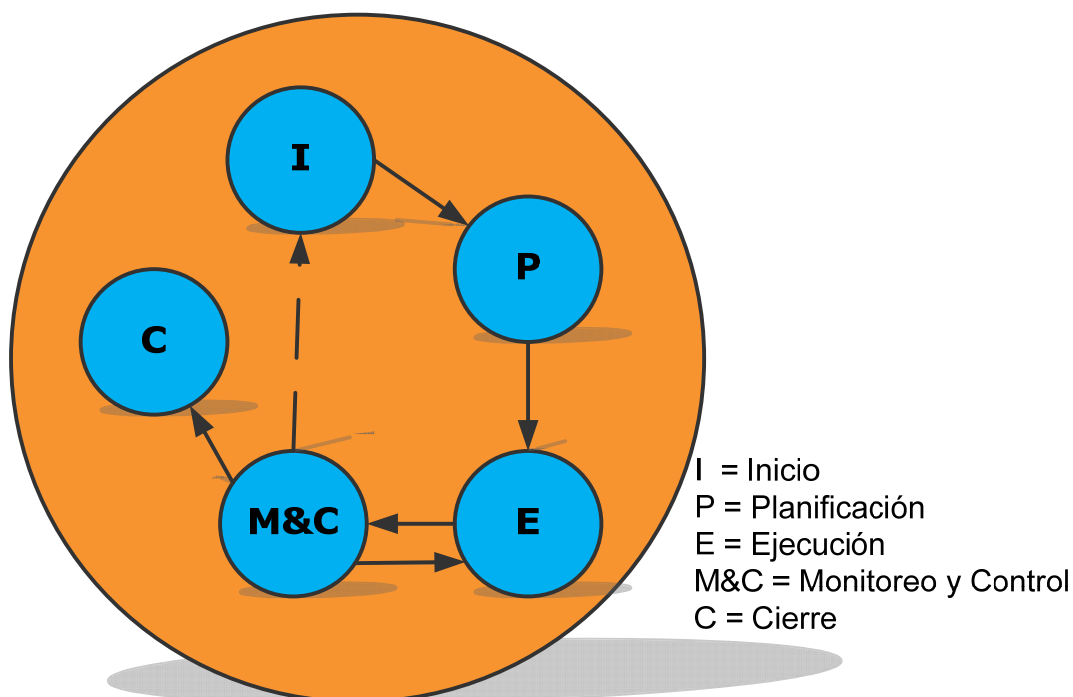 I
P
C
M&C
E
I = Inicio
P = Planificación
E = Ejecución
M&C = Monitoreo y Control
C = Cierre